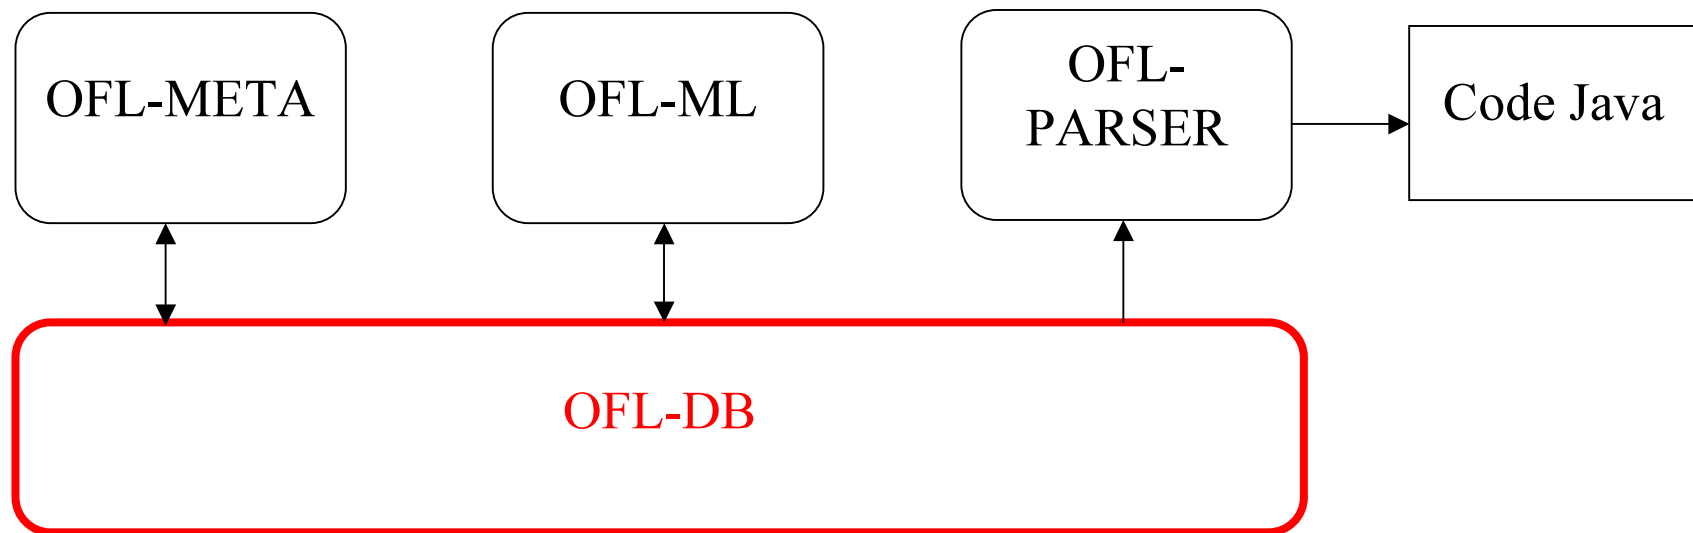 OFL-META
OFL-ML
OFL-
PARSER
Code Java
OFL-DB